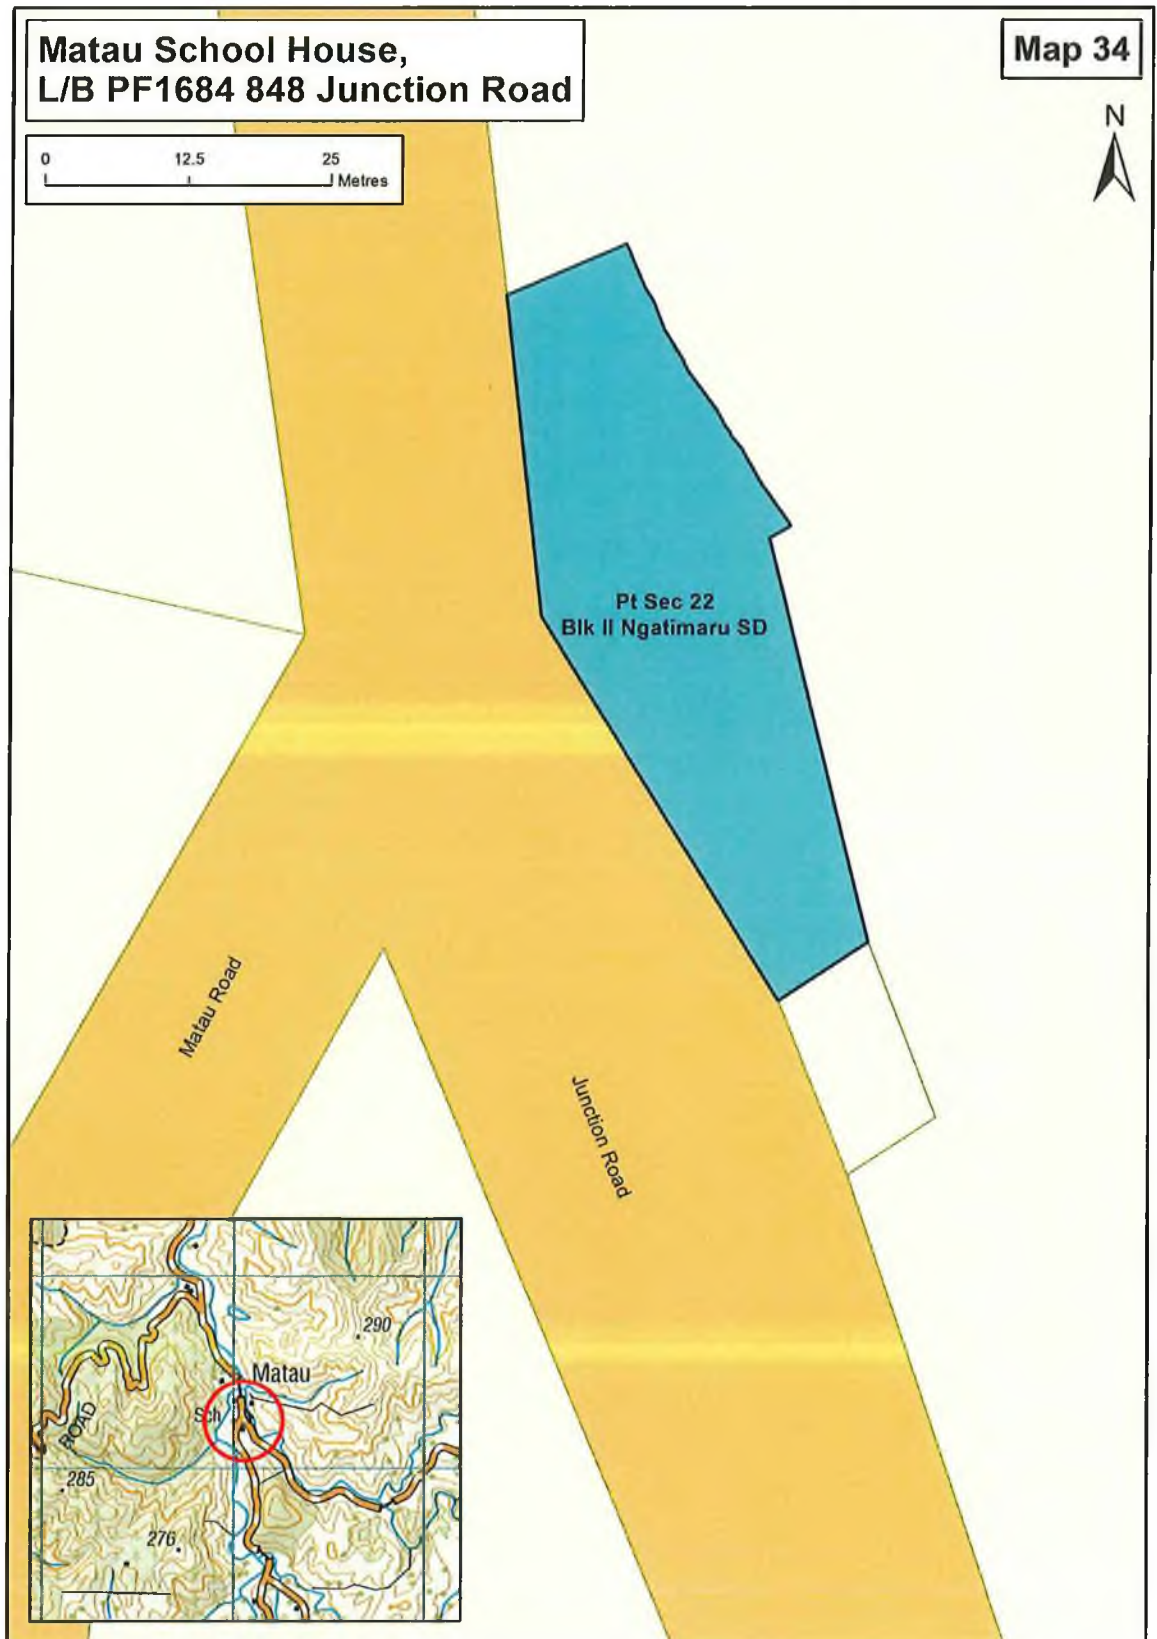 Matau School House,
L/B PF1684 848 Junction Road
Map 34
0 12.5 25
Metres
N
Pt Sec 22
Blk II Ngatimaru SD
Matau Road
Junction Road
290
Matau
Sch
ROAD
285
276